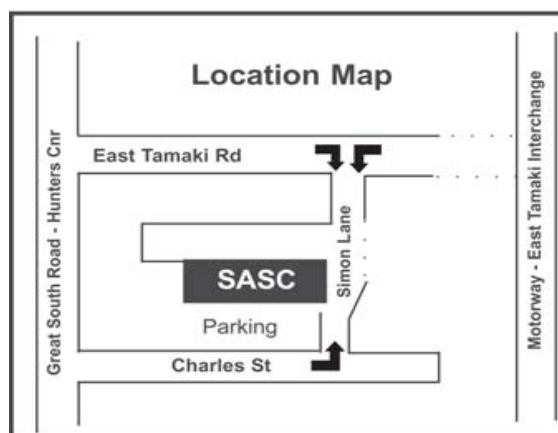 Location Map
East Tamaki Rd
Great South Road - Hunters Cnr
Simon Lane
Motorway - East Tamaki Interchange
SASC
Parking
Charles St